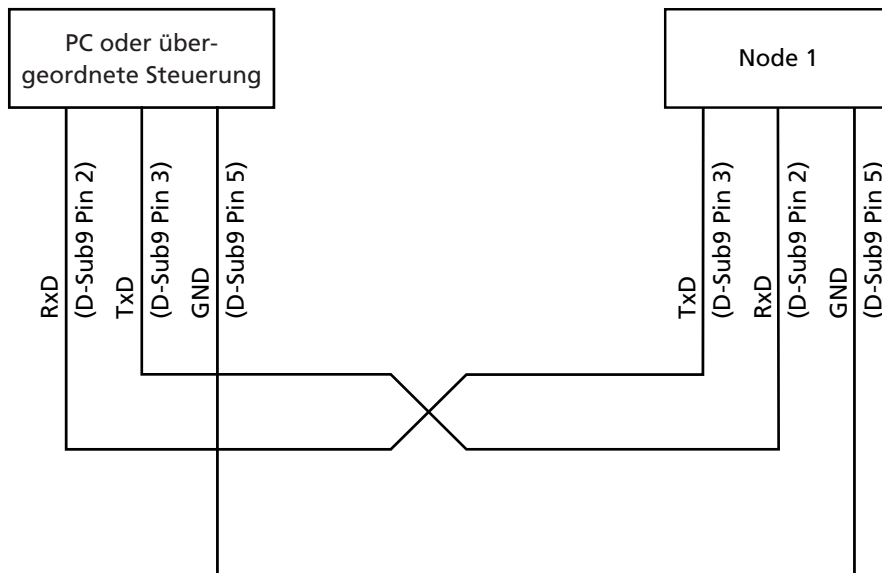 PC oder über-
geordnete Steuerung
Node 1
RxD
(D-Sub9 Pin 2)
TxD
(D-Sub9 Pin 3)
GND
(D-Sub9 Pin 5)
TxD
(D-Sub9 Pin 3)
RxD
(D-Sub9 Pin 2)
GND
(D-Sub9 Pin 5)